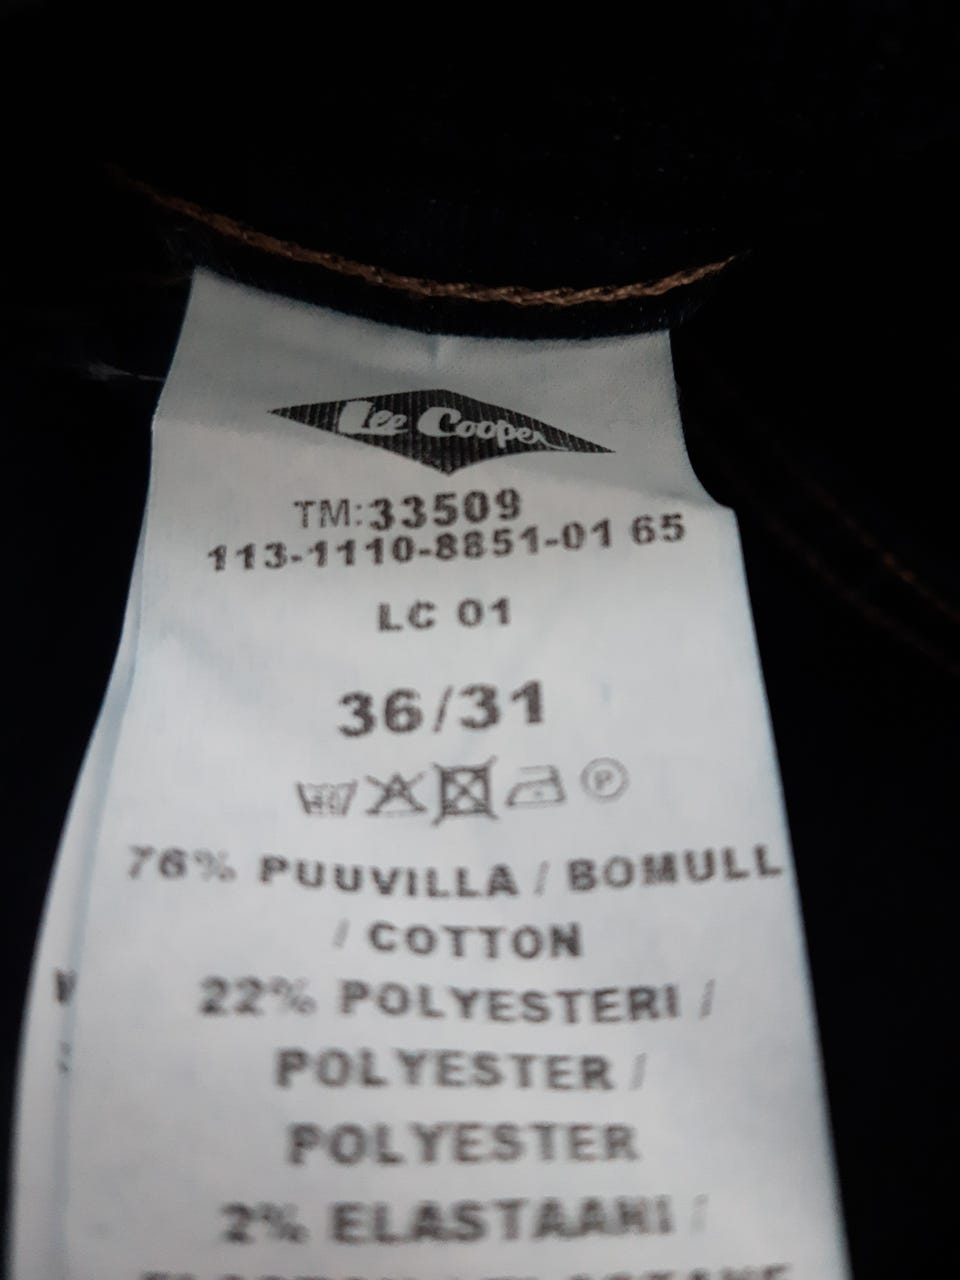 Lee Cooper
TM:33509
113-1110-8851-01 65
LC 01
36/31
P
76% PUUVILLA / BOMULL
/ COTTON
22% POLYESTERI /
POLYESTER /
POLYESTER
2% ELASTAANI /